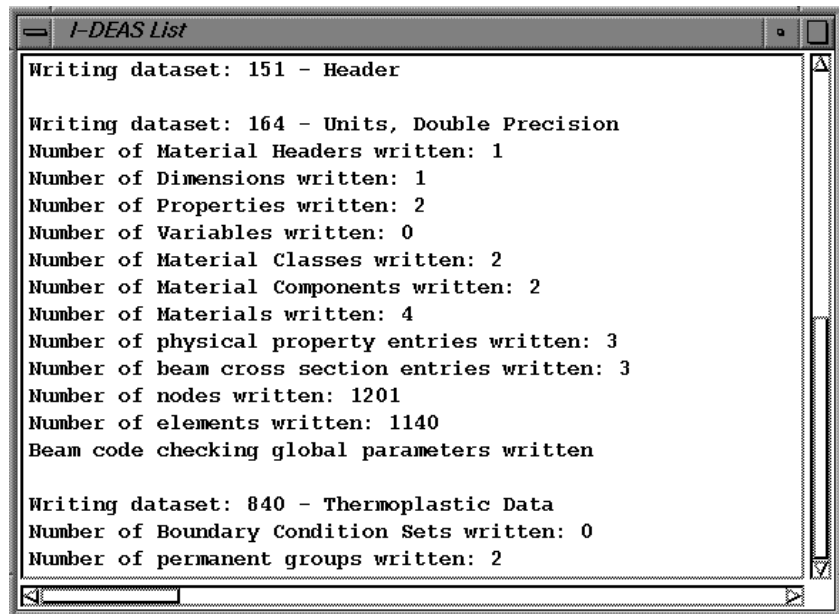 I-DEAS List
Writing dataset: 151 - Header
Writing dataset: 164 - Units, Double Precision
Number of Material Headers written: 1
Number of Dimensions written: 1
Number of Properties written: 2
Number of Variables written: 0
Number of Material Classes written: 2
Number of Material Components written: 2
Number of Materials written: 4
Number of physical property entries written: 3
Number of beam cross section entries written: 3
Number of nodes written: 1201
Number of elements written: 1140
Beam code checking global parameters written
Writing dataset: 840 - Thermoplastic Data
Number of Boundary Condition Sets written: 0
Number of permanent groups written: 2